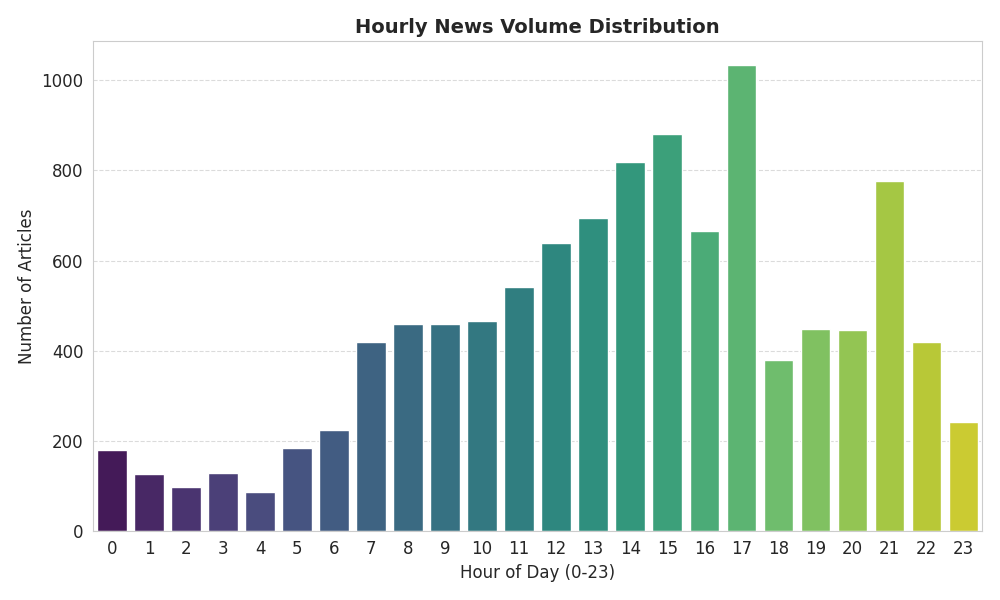 Hourly News Volume Distribution
Number of Articles
1000
800
600
400
200
0
0 1 2 3 4 5 6 7 8 9 10 11 12 13 14 15 16 17 18 19 20 21 22 23
Hour of Day (0-23)